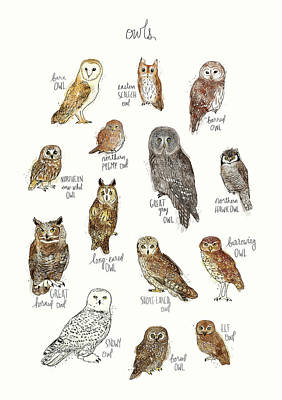 owls
barn
OWL
eastern
SCREECH
owl
barred
OWL
NORTHERN
saw-whet
OWL
northern
PYGMY owl
GREAT
gray
OWL
northern
HAWK OWL
GREAT
horned owl
long-eared
OWL
SHORT-EARED
owl
burrowing
OWL
SNOWY
owl
boreal
OWL
ELF
owl